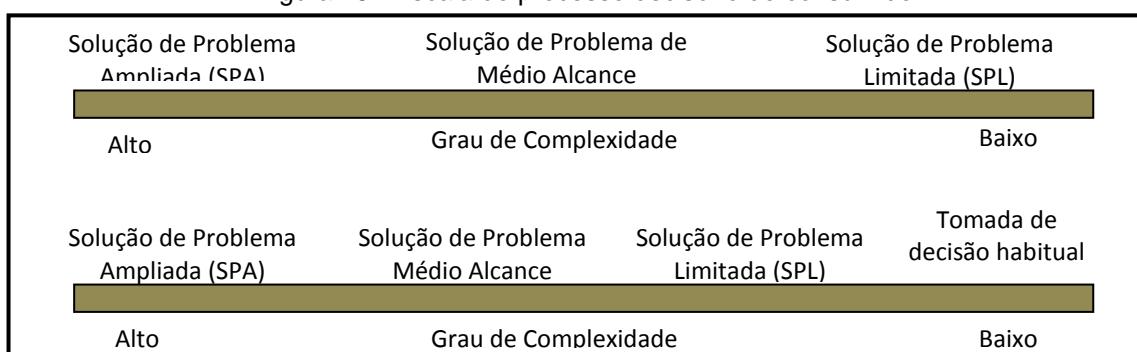 Solução de Problema Ampliada (SPA)
Solução de Problema de Médio Alcance
Solução de Problema Limitada (SPL)
Alto
Grau de Complexidade
Baixo
Solução de Problema Ampliada (SPA)
Solução de Problema Médio Alcance
Solução de Problema Limitada (SPL)
Tomada de decisão habitual
Alto
Grau de Complexidade
Baixo